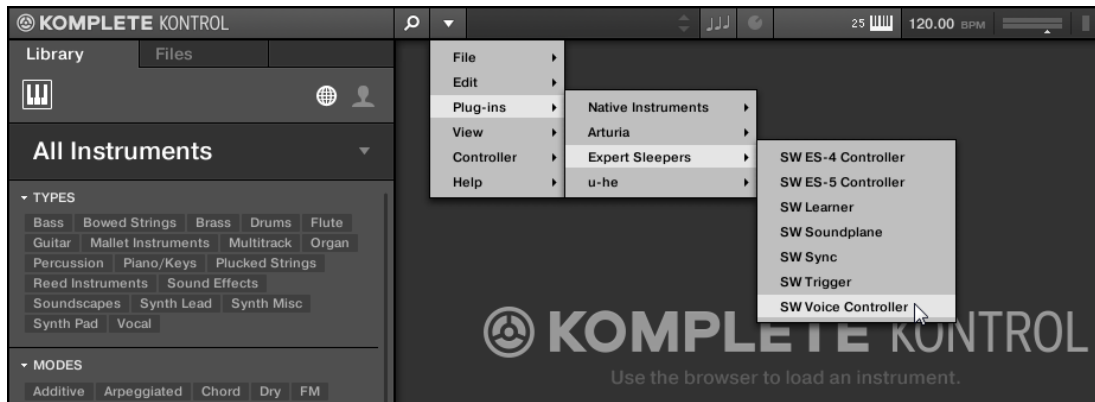 KOMPLETE KONTROL
25 120.00 BPM
Library Files
All Instruments
TYPES
Bass Bowed Strings Brass Drums Flute
Guitar Mallet Instruments Multitrack Organ
Percussion Piano/Keys Plucked Strings
Reed Instruments Sound Effects
Soundscapes Synth Lead Synth Misc
Synth Pad Vocal
MODES
Additive Arpeggiated Chord Dry FM
File
Edit
Plug-ins
View
Controller
Help
Native Instruments
Arturia
Expert Sleepers
u-he
SW ES-4 Controller
SW ES-5 Controller
SW Learner
SW Soundplane
SW Sync
SW Trigger
SW Voice Controller
KOMPLETE KONTROL
Use the browser to load an instrument.